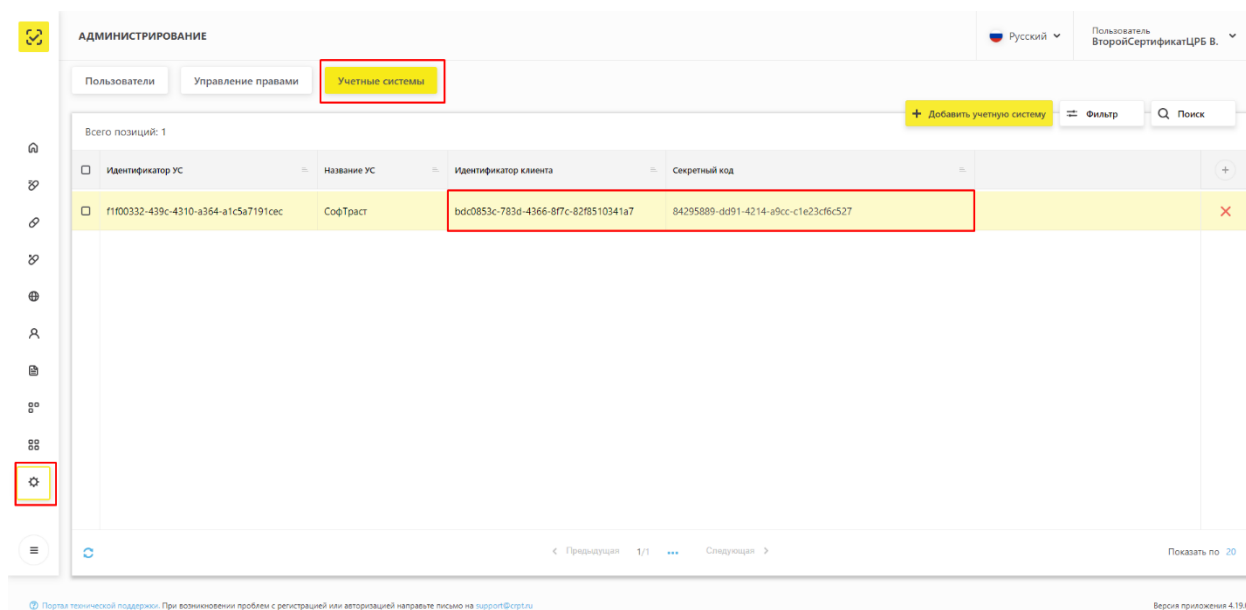 АДМИНИСТРИРОВАНИЕ
Русский
Пользователь
ВторойСертификатЦРБ В.
Пользователи
Управление правами
Учетные системы
+ Добавить учетную систему
Фильтр
Поиск
Всего позиций: 1
Идентификатор УС
Название УС
Идентификатор клиента
Секретный код
f1f00332-439c-4310-a364-a1c5a7191cec
СофТраст
bdc0853c-783d-4366-8f7c-82f8510341a7
84295889-dd91-4214-a9cc-c1e23cf6c527
Предыдущая 1/1 ... Следующая
Показать по 20
Портал технической поддержки. При возникновении проблем с регистрацией или авторизацией направьте письмо на support@crpt.ru
Версия приложения 4.19.